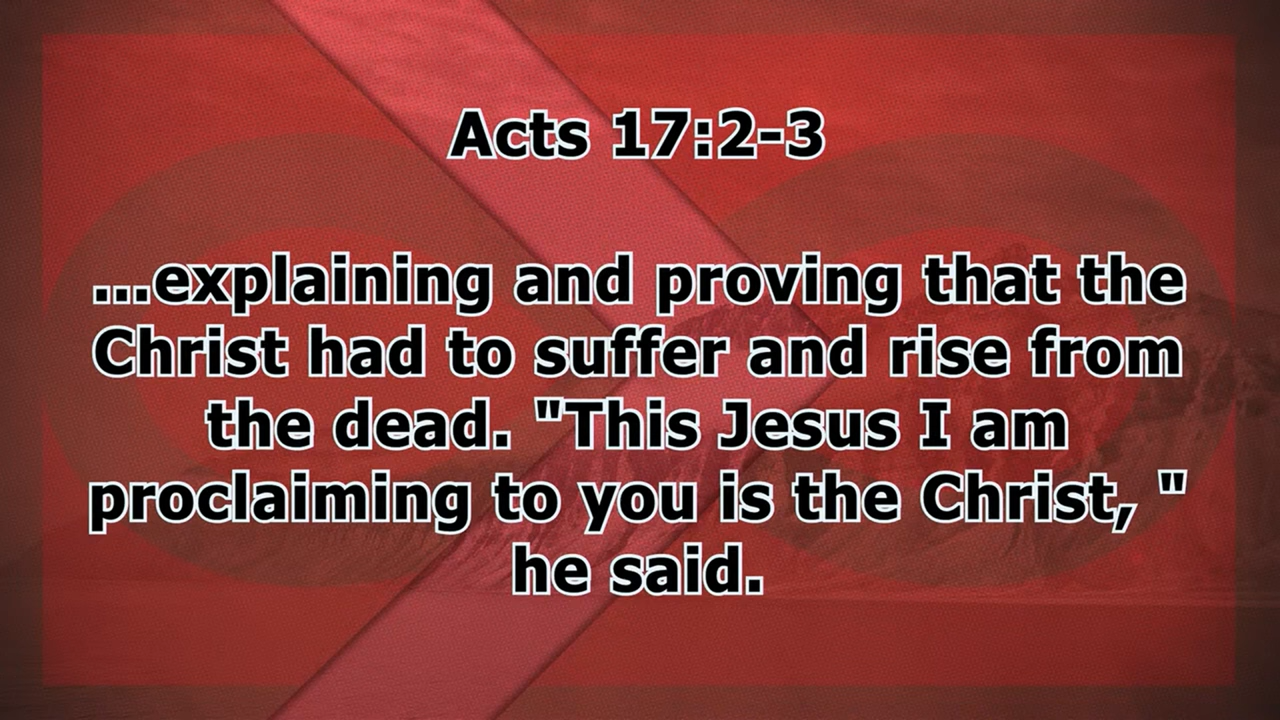 Acts 17:2-3
...explaining and proving that the
Christ had to suffer and rise from
the dead. "This Jesus I am
proclaiming to you is the Christ, "
he said.